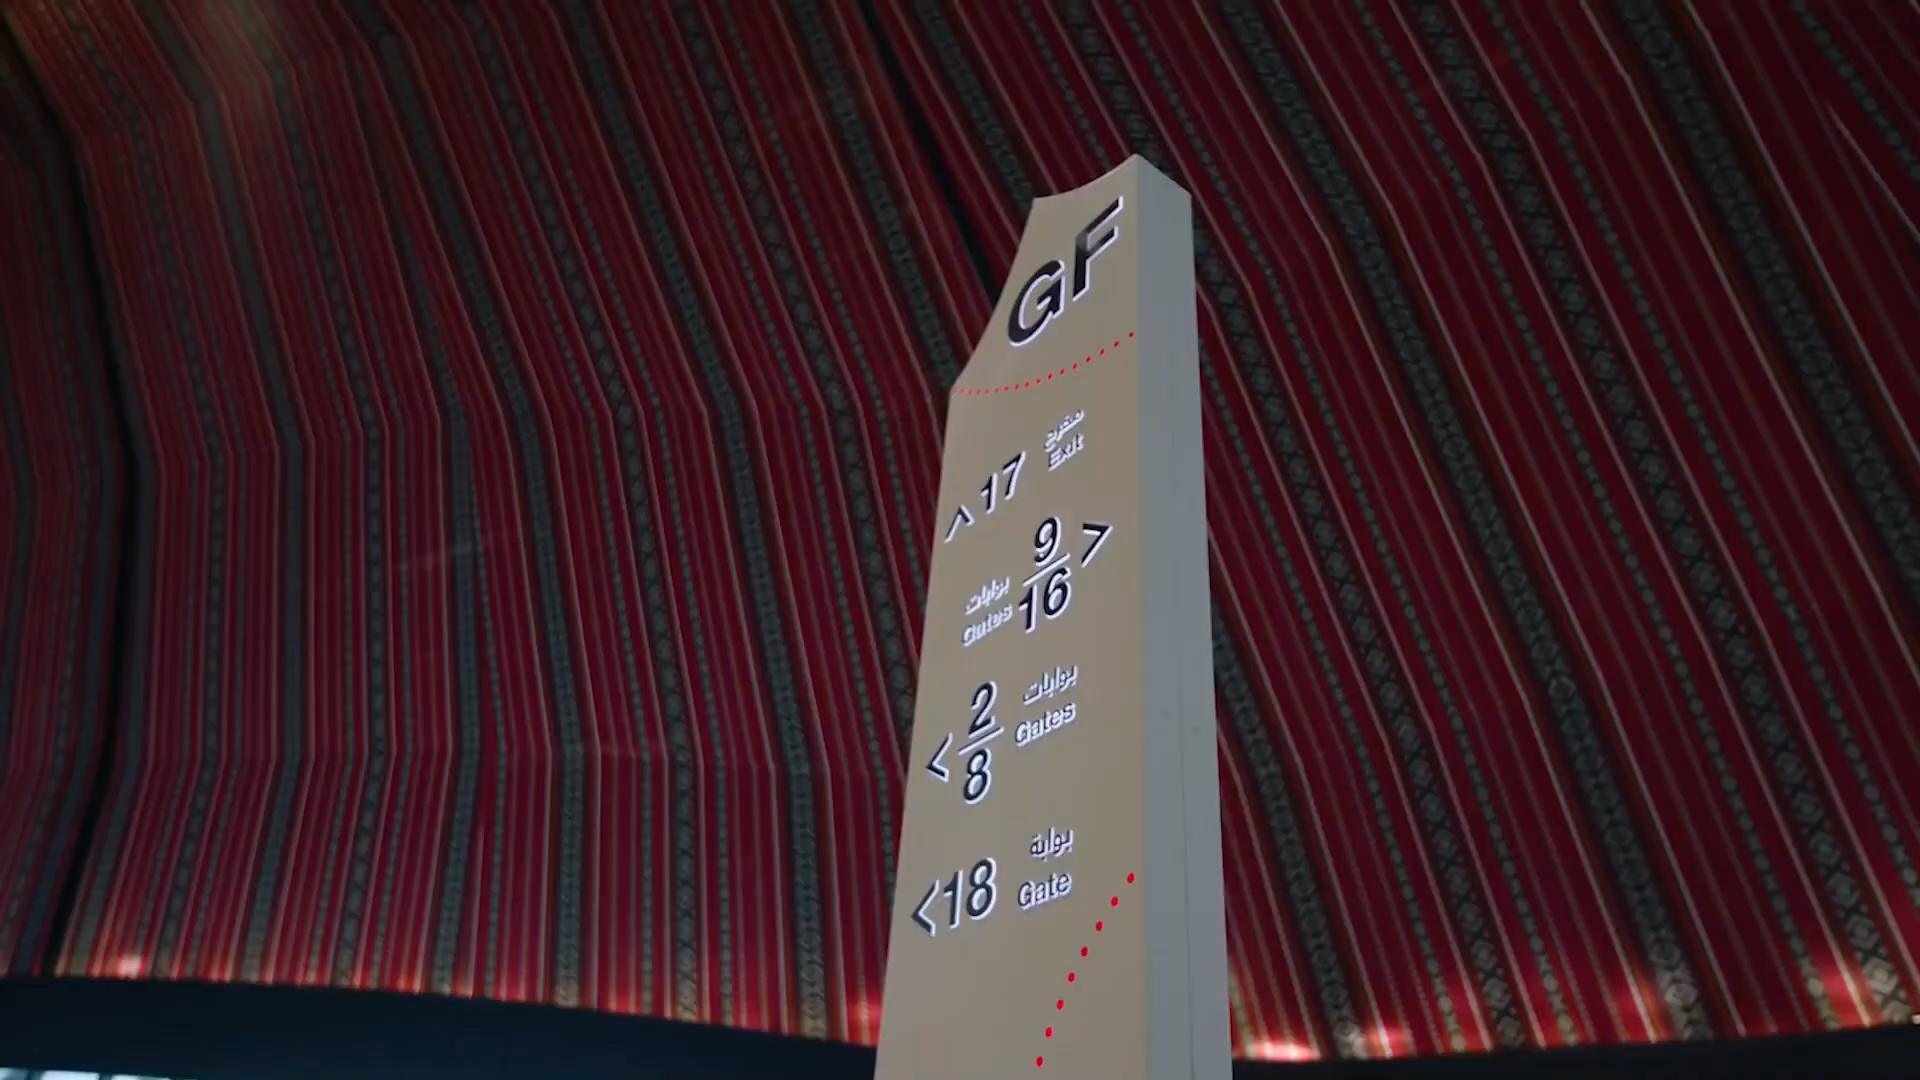 GF
مخرج
Exit
^ 17
بوابات
Gates
9
16 >
بوابات
Gates
< 2
8
بوابة
Gate
<18